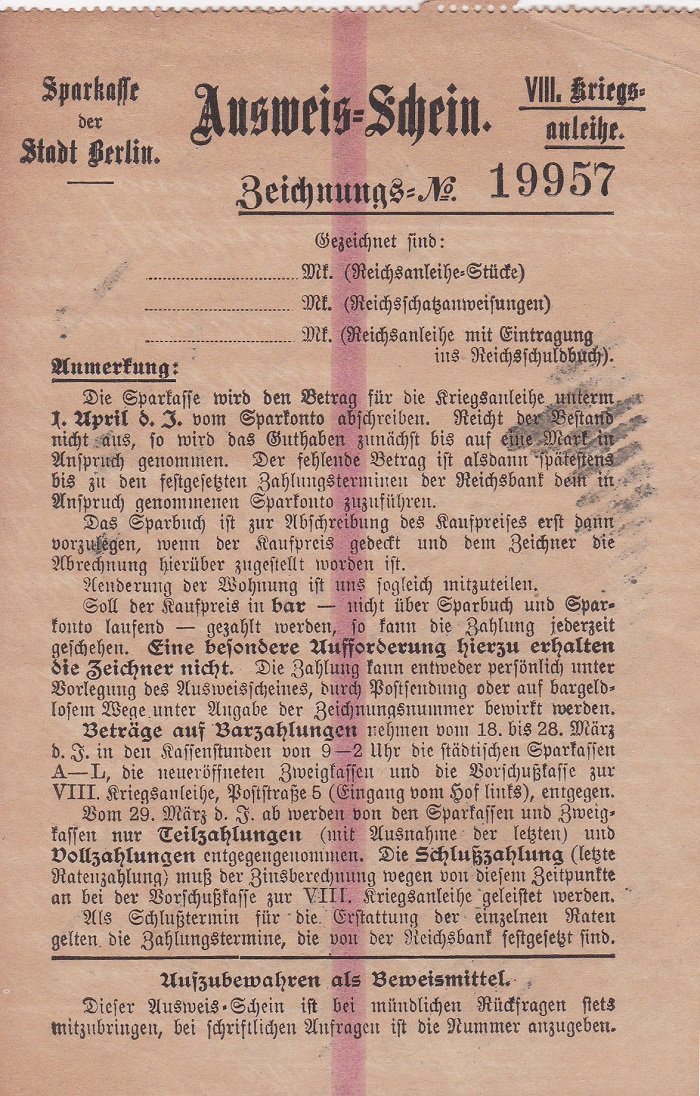 Sparkasse
der
Stadt Berlin.
Ausweis-Schein.
VIII. Kriegs-
anleihe.
Zeichnungs-No. 19957
Gezeichnet sind:
Mk. (Reichsanleihe-Stücke)
Mk. (Reichsschatzanweisungen)
Mk. (Reichsanleihe mit Eintragung
ins Reichsschuldbuch).
Anmerkung:
Die Sparkasse wird den Betrag für die Kriegsanleihe unterm
1. April d. J. vom Sparkonto abschreiben. Reicht der Bestand
nicht aus, so wird das Guthaben zunächst bis auf eine Mark in
Anspruch genommen. Der fehlende Betrag ist alsdann spätestens
bis zu den festgesetzten Zahlungsterminen der Reichsbank dem in
Anspruch genommenen Sparkonto zuzuführen.
Das Sparbuch ist zur Abschreibung des Kaufpreises erst dann
vorzulegen, wenn der Kaufpreis gedeckt und dem Zeichner die
Abrechnung hierüber zugestellt worden ist.
Aenderung der Wohnung ist uns sogleich mitzuteilen.
Soll der Kaufpreis in bar — nicht über Sparbuch und Spar-
konto laufend — gezahlt werden, so kann die Zahlung jederzeit
geschehen. Eine besondere Aufforderung hierzu erhalten
die Zeichner nicht. Die Zahlung kann entweder persönlich unter
Vorlegung des Ausweisscheines, durch Postsendung oder auf bargeld-
losem Wege unter Angabe der Zeichnungsnummer bewirkt werden.
Beträge auf Barzahlungen nehmen vom 18. bis 28. März
d. J. in den Kassenstunden von 9—2 Uhr die städtischen Sparkassen
A—L, die neueröffneten Zweigkassen und die Vorschußkasse zur
VIII. Kriegsanleihe, Poststraße 5 (Eingang vom Hof links), entgegen.
Vom 29. März d. J. ab werden von den Sparkassen und Zweig-
kassen nur Teilzahlungen (mit Ausnahme der letzten) und
Vollzahlungen entgegengenommen. Die Schlußzahlung (letzte
Ratenzahlung) muß der Zinsberechnung wegen von diesem Zeitpunkte
an bei der Vorschußkasse zur VIII. Kriegsanleihe geleistet werden.
Als Schlußtermin für die Erstattung der einzelnen Raten
gelten die Zahlungstermine, die von der Reichsbank festgesetzt sind.
Aufzubewahren als Beweismittel.
Dieser Ausweis-Schein ist bei mündlichen Rückfragen stets
mitzubringen, bei schriftlichen Anfragen ist die Nummer anzugeben.